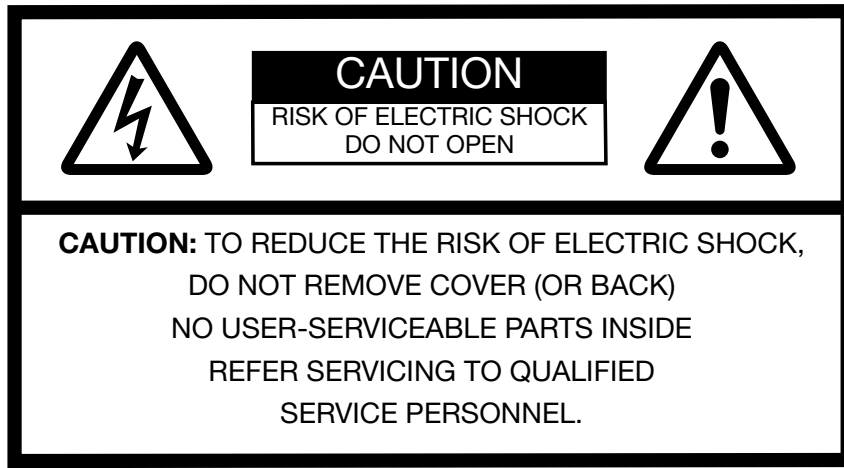 CAUTION
RISK OF ELECTRIC SHOCK
DO NOT OPEN
CAUTION: TO REDUCE THE RISK OF ELECTRIC SHOCK,
DO NOT REMOVE COVER (OR BACK)
NO USER-SERVICEABLE PARTS INSIDE
REFER SERVICING TO QUALIFIED
SERVICE PERSONNEL.